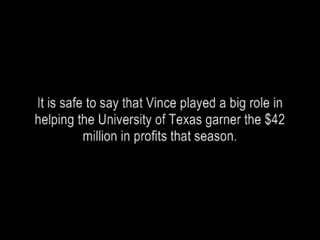 It is safe to say that Vince played a big role in
helping the University of Texas garner the $42
million in profits that season.